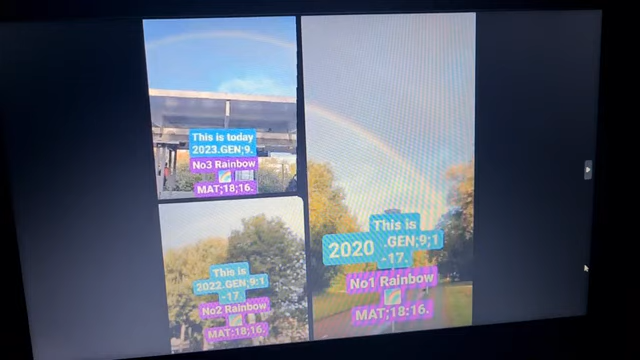 This is today
2023.GEN;9.
No3 Rainbow
MAT;18;16.
This is
2022.GEN;9:1
-17.
No2 Rainbow
MAT;18;16.
This is
2020 .GEN;9;1
-17.
No1 Rainbow
MAT;18:16.